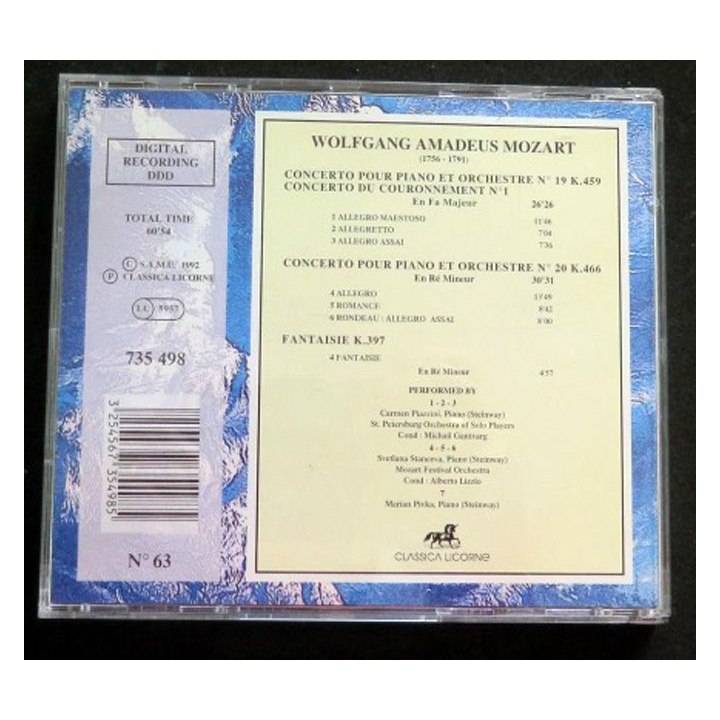 DIGITAL
RECORDING
DDD
TOTAL TIME
60'54
© S.A.M.U. 1992
Ⓟ CLASSICA LICORNE
LC 5957
735 498
3 254567 354985
N° 63
WOLFGANG AMADEUS MOZART
(1756 - 1791)
CONCERTO POUR PIANO ET ORCHESTRE N° 19 K.459
CONCERTO DU COURONNEMENT N°1
En Fa Majeur 26'26
1 ALLEGRO MAESTOSO 11'46
2 ALLEGRETTO 7'04
3 ALLEGRO ASSAI 7'36
CONCERTO POUR PIANO ET ORCHESTRE N° 20 K.466
En Ré Mineur 30'31
4 ALLEGRO 13'49
5 ROMANCE 8'42
6 RONDEAU : ALLEGRO ASSAI 8'00
FANTAISIE K.397
4 FANTAISIE
En Ré Mineur 4'57
PERFORMED BY
1 - 2 - 3
Carmen Piazzini, Piano (Steinway)
St. Petersburg Orchestra of Solo Players
Cond : Michail Gantvarg
4 - 5 - 6
Svetlana Stanceva, Piano (Steinway)
Mozart Festival Orchestra
Cond : Alberto Lizzio
7
Marian Pivka, Piano (Steinway)
CLASSICA LICORNE